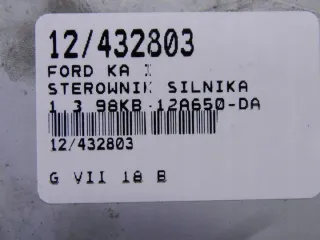 12/432803
FORD KA I
STEROWNIK SILNIKA
1.3 98KB-12A650-DA
12/432803
G VII 18 B